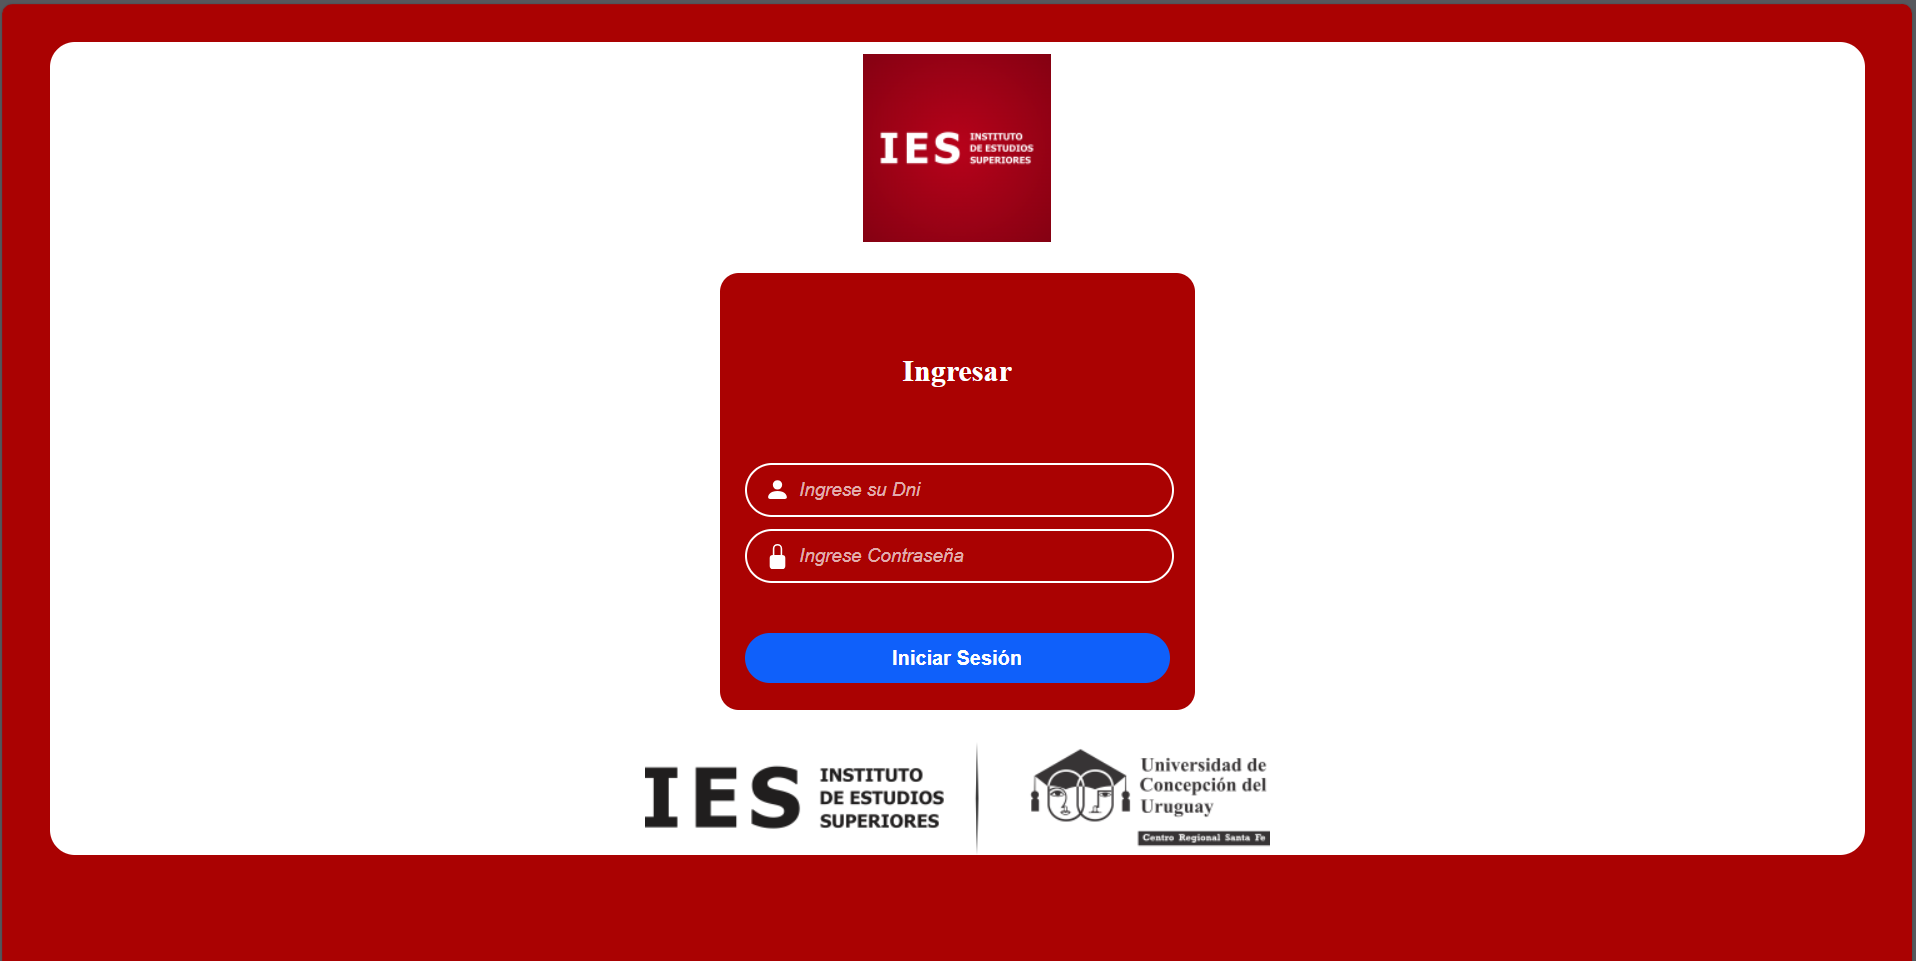 IES INSTITUTO
DE ESTUDIOS
SUPERIORES
Ingresar
Ingrese su Dni
Ingrese Contraseña
Iniciar Sesión
IES INSTITUTO
DE ESTUDIOS
SUPERIORES
Universidad de
Concepción del
Uruguay
Centro Regional Santa Fe